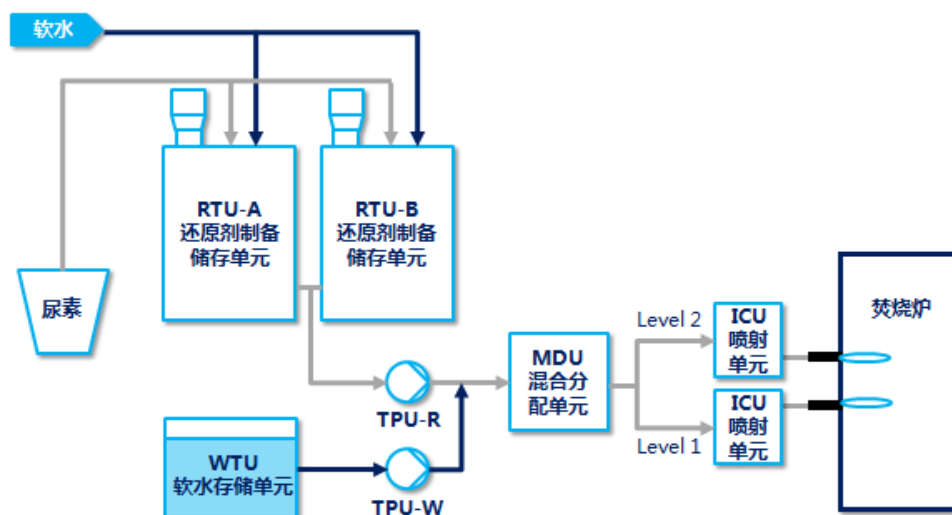 软水
RTU-A
还原剂制备
储存单元
RTU-B
还原剂制备
储存单元
尿素
Level 2
ICU
喷射
单元
焚烧炉
MDU
混合分
配单元
TPU-R
Level 1
ICU
喷射
单元
WTU
软水存储单元
TPU-W